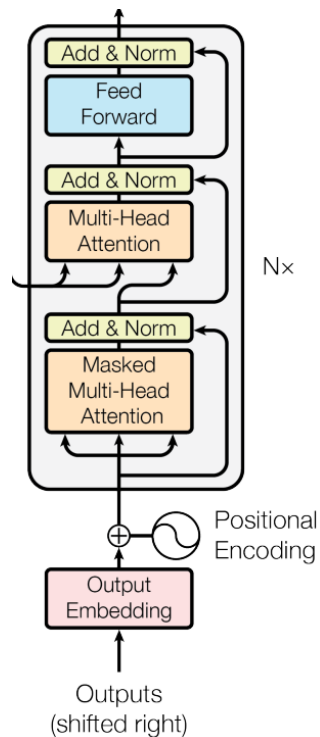 Add & Norm
Feed
Forward
Add & Norm
Multi-Head
Attention
N×
Add & Norm
Masked
Multi-Head
Attention
Positional
Encoding
Output
Embedding
Outputs
(shifted right)